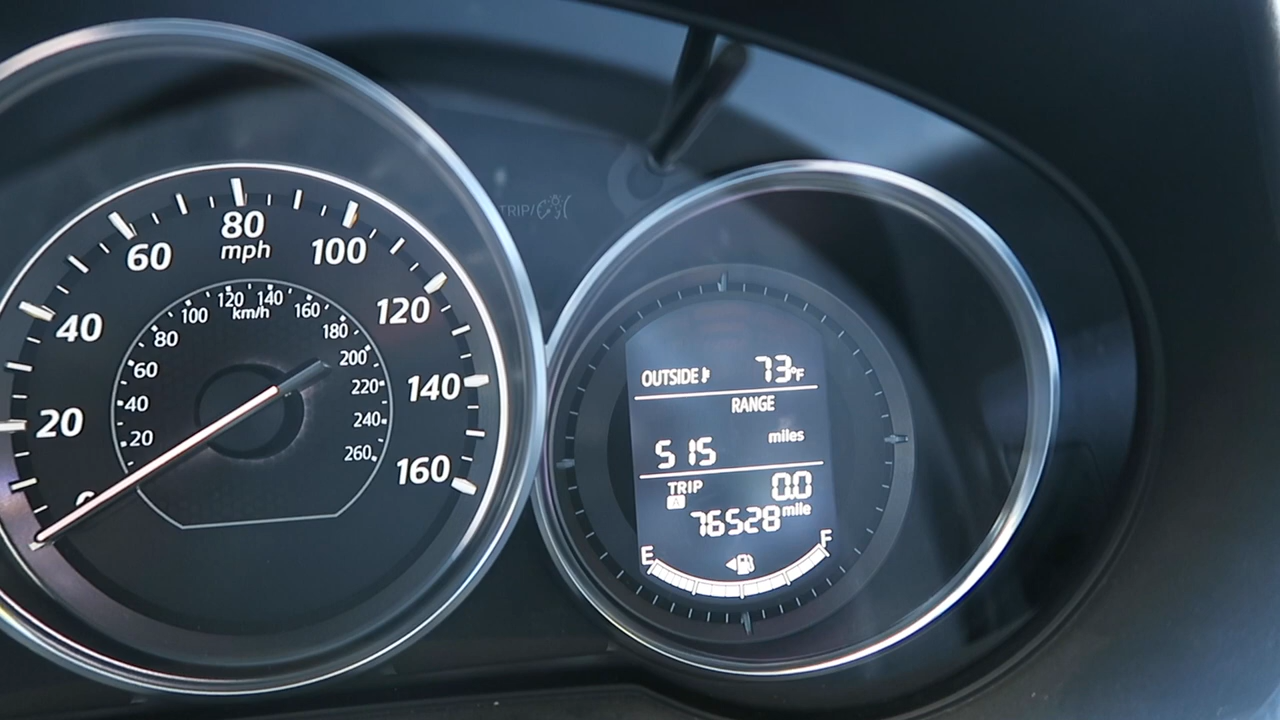 TRIP/
80
mph
60
100
40
120
20
140
160
120
140
km/h
100
160
80
180
60
200
40
220
20
240
260
OUTSIDE 73°F
RANGE
515 miles
TRIP 0.0
A
76528 mile
E F